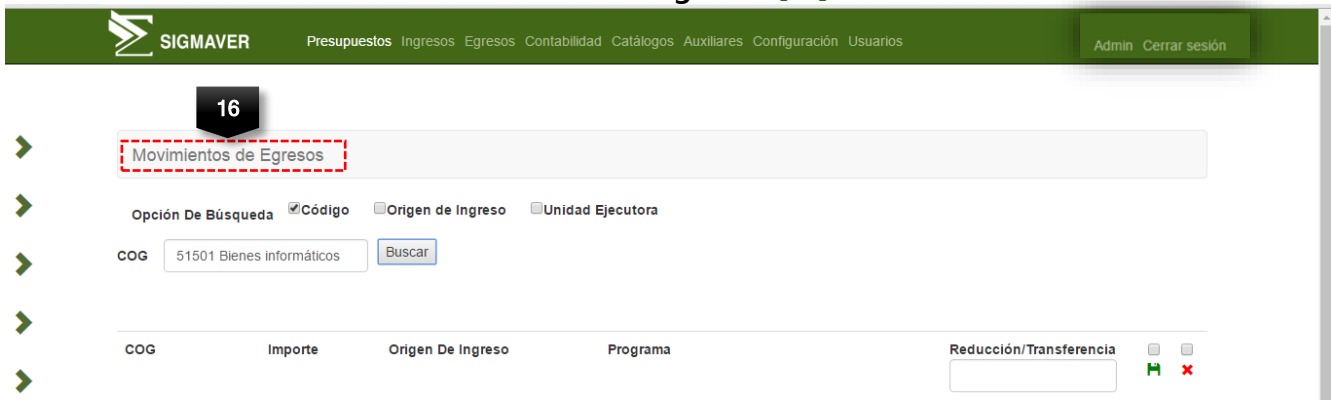 SIGMAVER Presupuestos Ingresos Egresos Contabilidad Catálogos Auxiliares Configuración Usuarios Admin Cerrar sesión
16
Movimientos de Egresos
Opción De Búsqueda Código Origen de Ingreso Unidad Ejecutora
COG 51501 Bienes informáticos Buscar
COG Importe Origen De Ingreso Programa Reducción/Transferencia